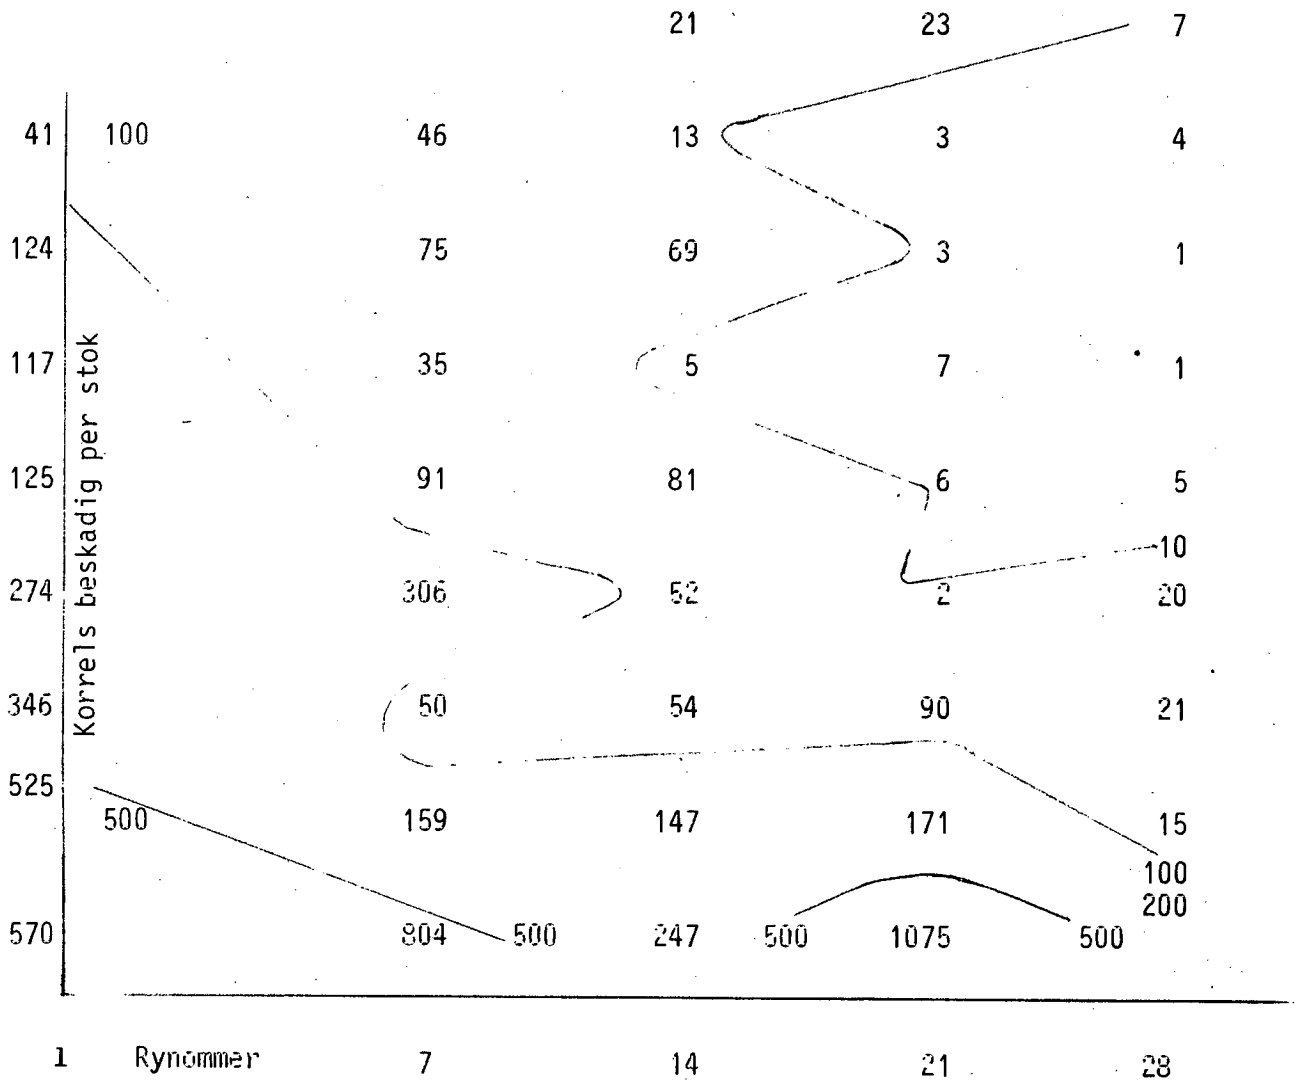 21 23 7
41 100 46 13 3 4
124 75 69 3 1
117 35 5 7 1
Korrels beskadig per stok
125 91 81 6 5
10
274 306 52 2 20
346 50 54 90 21
525
500 159 147 171 15
100
200
570 804 500 247 500 1075 500
1 Rynommer 7 14 21 28